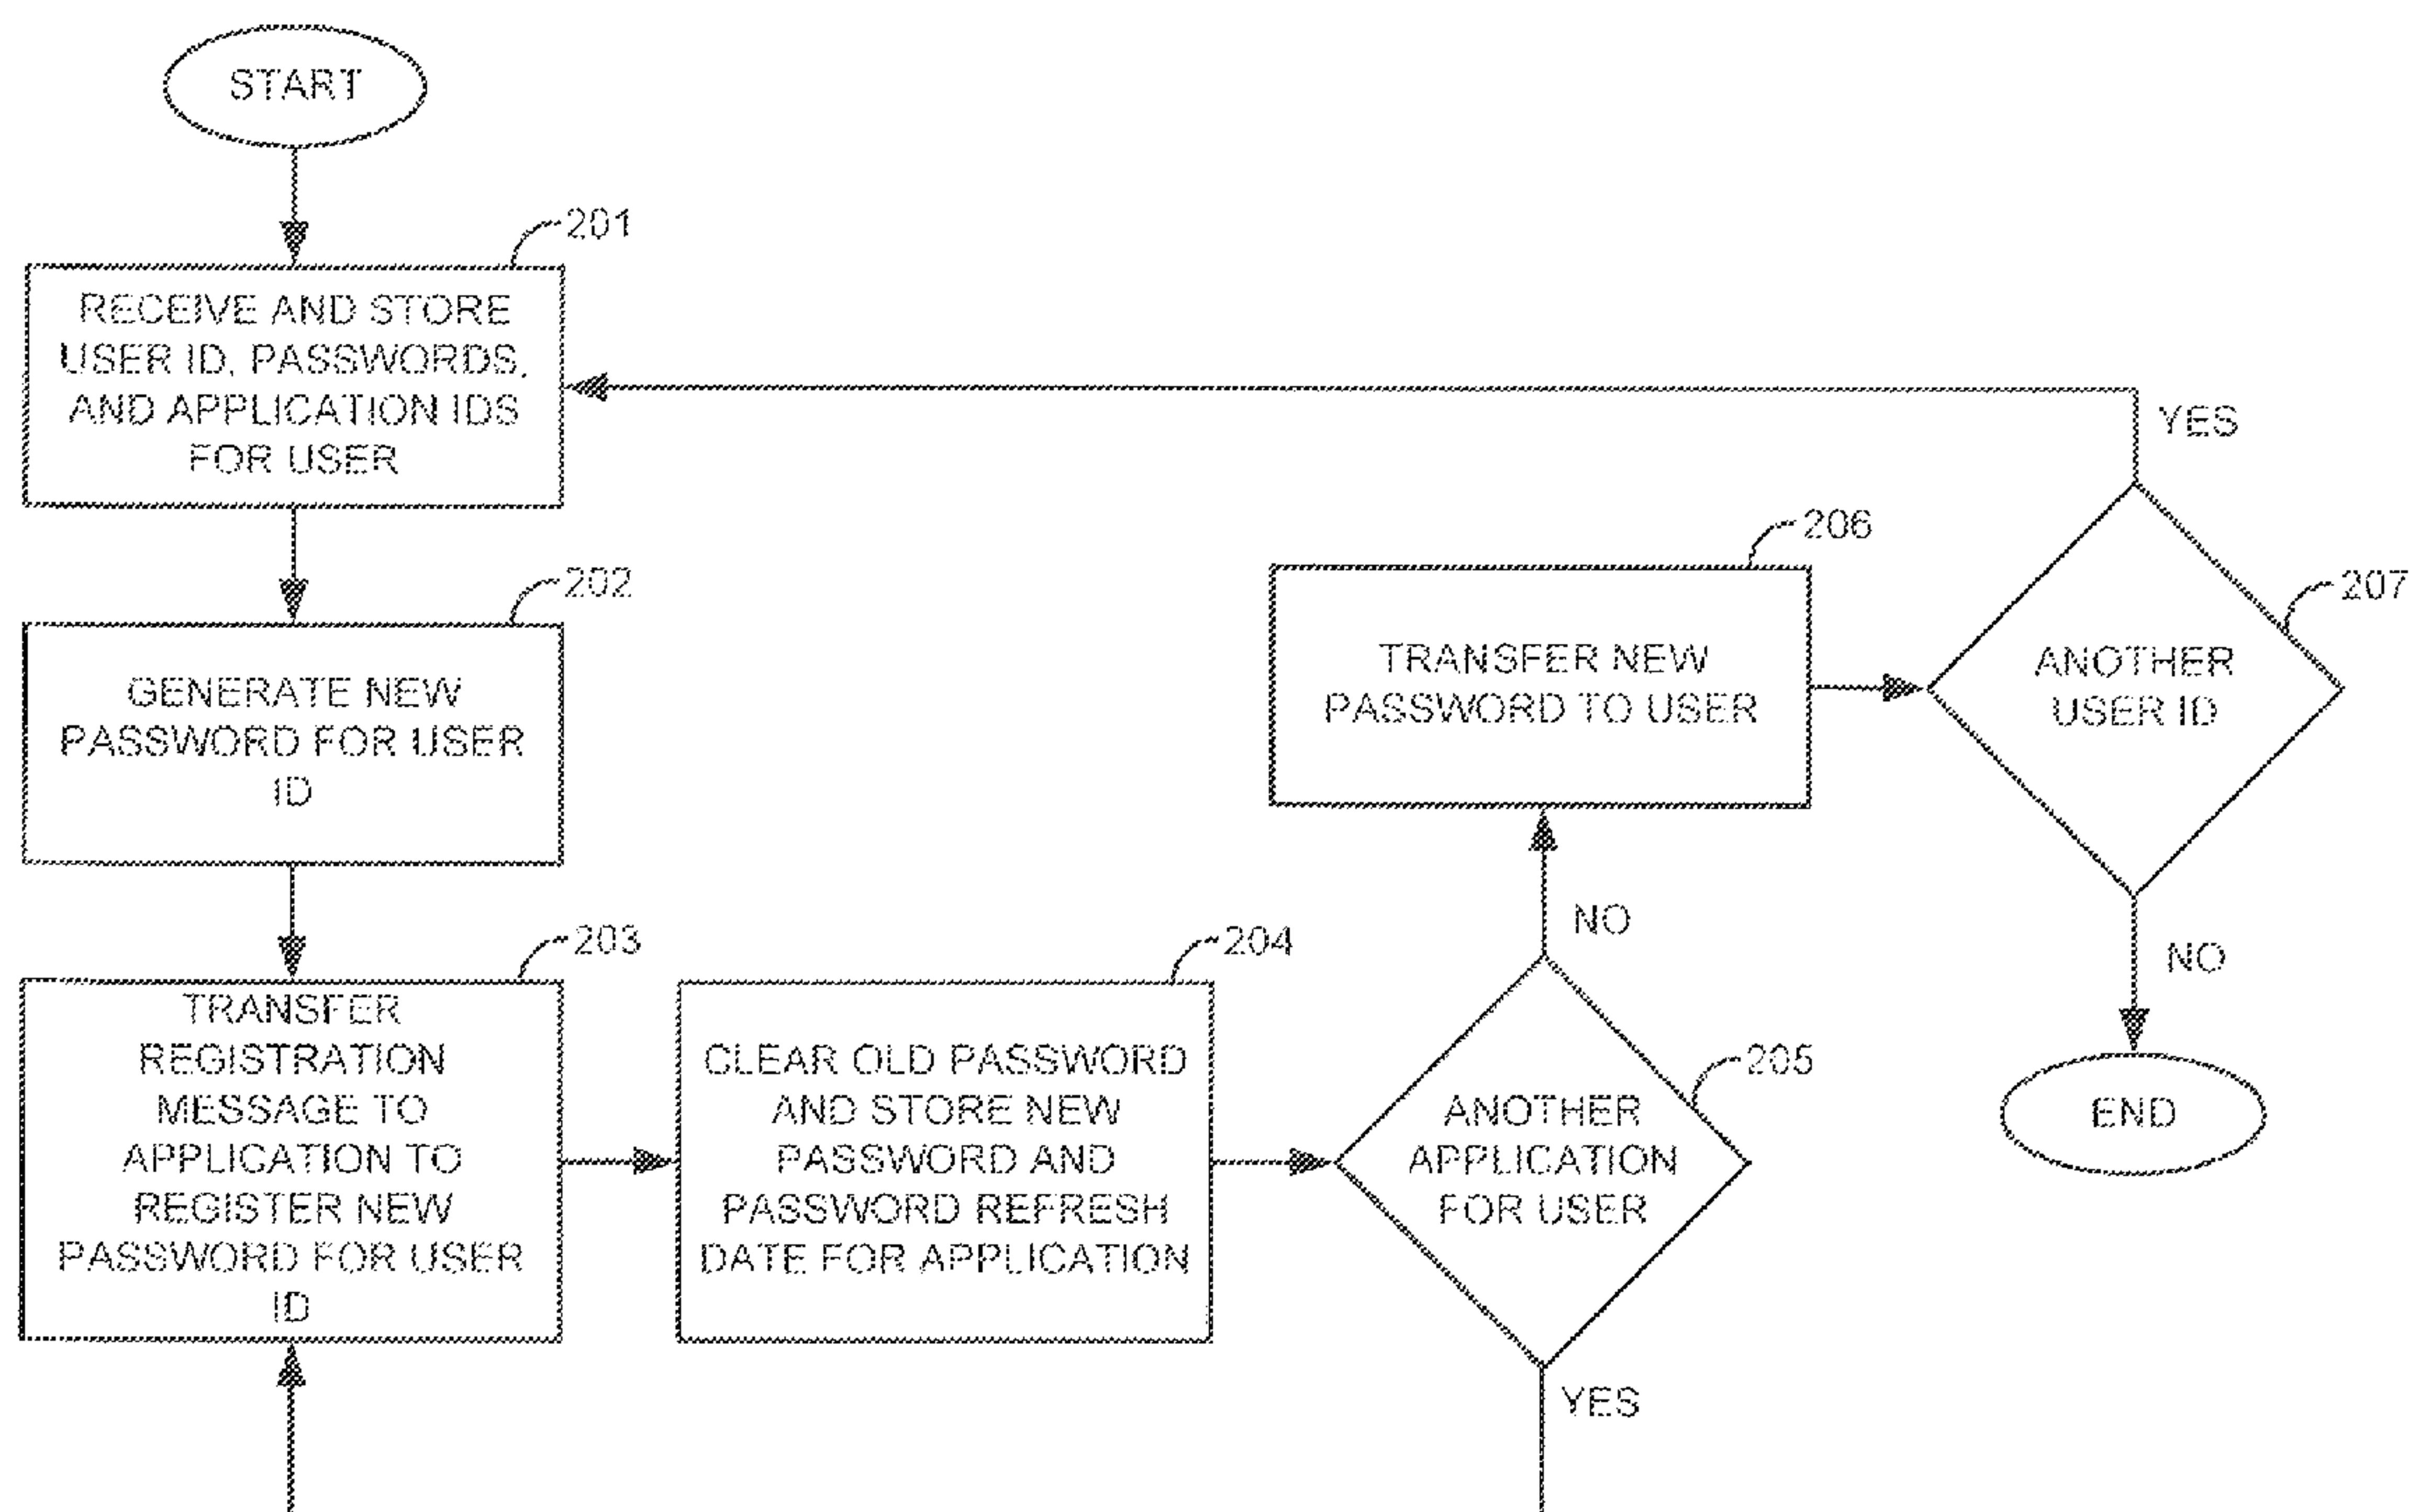 START
201
RECEIVE AND STORE
USER ID, PASSWORDS,
AND APPLICATION IDS
FOR USER
202
GENERATE NEW
PASSWORD FOR USER
ID
203
TRANSFER
REGISTRATION
MESSAGE TO
APPLICATION TO
REGISTER NEW
PASSWORD FOR USER
ID
204
CLEAR OLD PASSWORD
AND STORE NEW
PASSWORD AND
PASSWORD REFRESH
DATE FOR APPLICATION
205
ANOTHER
APPLICATION
FOR USER
YES
NO
206
TRANSFER NEW
PASSWORD TO USER
207
ANOTHER
USER ID
YES
NO
END